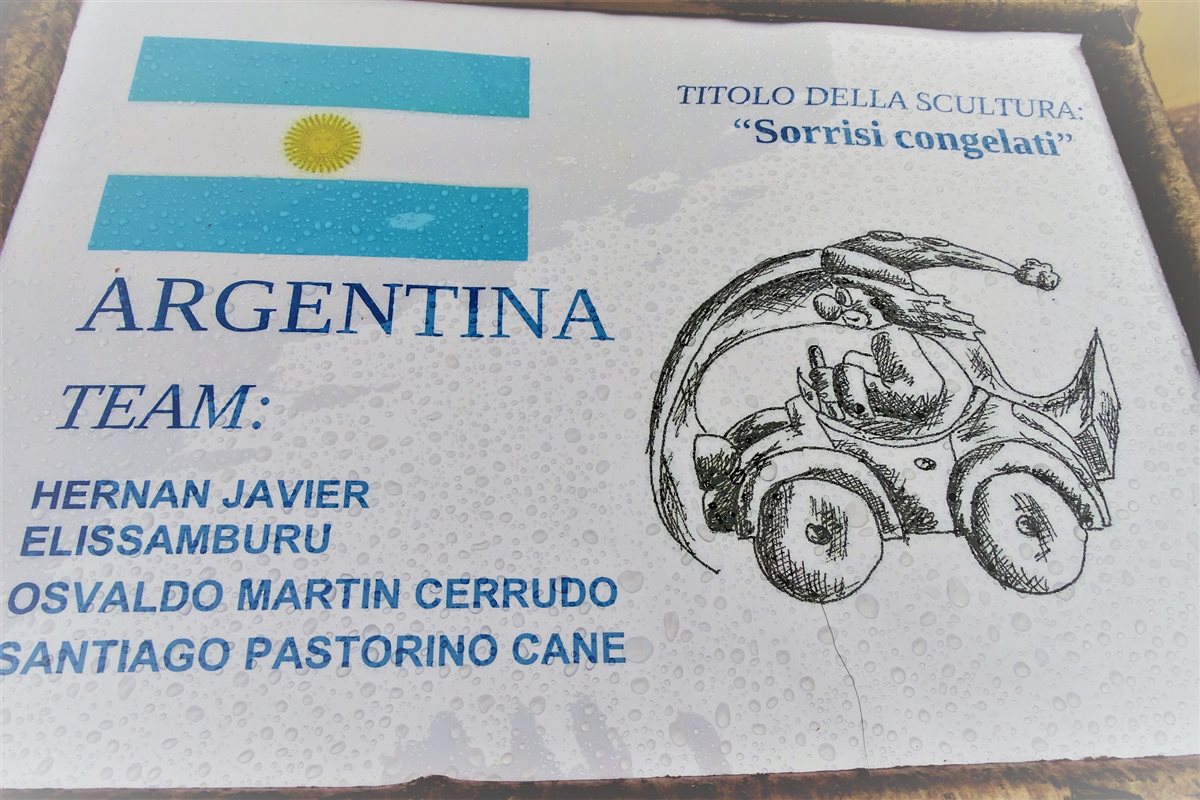 TITOLO DELLA SCULTURA:
“Sorrisi congelati”
ARGENTINA
TEAM:
HERNAN JAVIER
ELISSAMBURU
OSVALDO MARTIN CERRUDO
SANTIAGO PASTORINO CANE